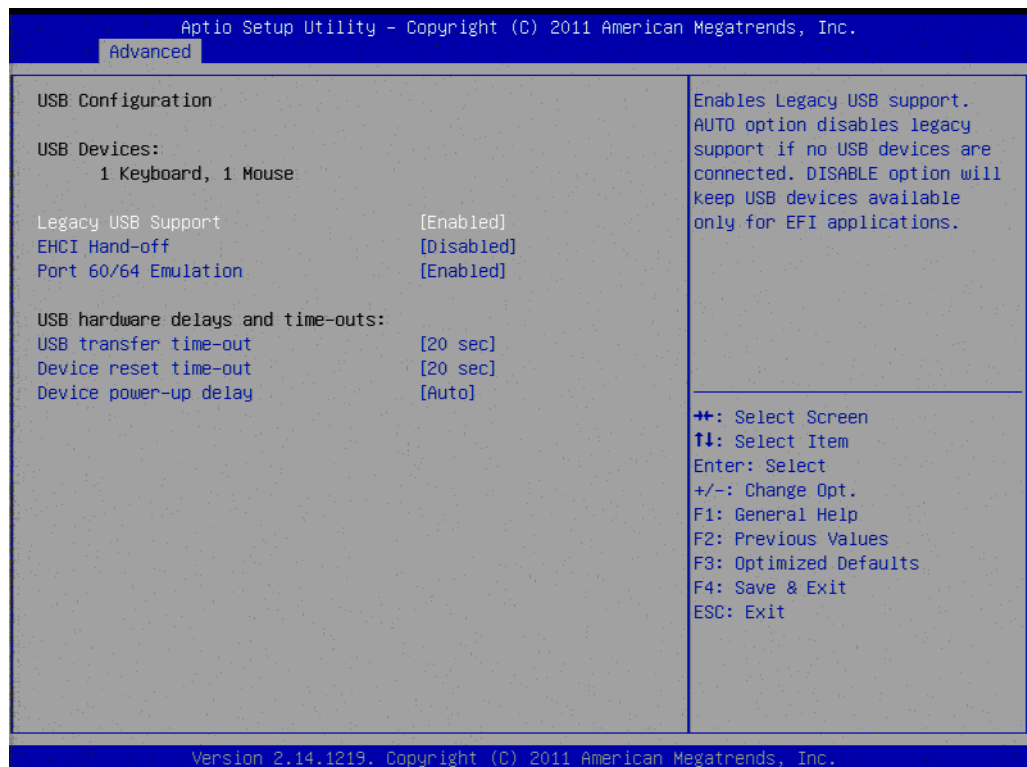 Aptio Setup Utility – Copyright (C) 2011 American Megatrends, Inc.
Advanced
USB Configuration
USB Devices:
1 Keyboard, 1 Mouse
Legacy USB Support [Enabled]
EHCI Hand-off [Disabled]
Port 60/64 Emulation [Enabled]
USB hardware delays and time-outs:
USB transfer time-out [20 sec]
Device reset time-out [20 sec]
Device power-up delay [Auto]
Enables Legacy USB support.
AUTO option disables legacy
support if no USB devices are
connected. DISABLE option will
keep USB devices available
only for EFI applications.
→←: Select Screen
↑↓: Select Item
Enter: Select
+/-: Change Opt.
F1: General Help
F2: Previous Values
F3: Optimized Defaults
F4: Save & Exit
ESC: Exit
Version 2.14.1219. Copyright (C) 2011 American Megatrends, Inc.